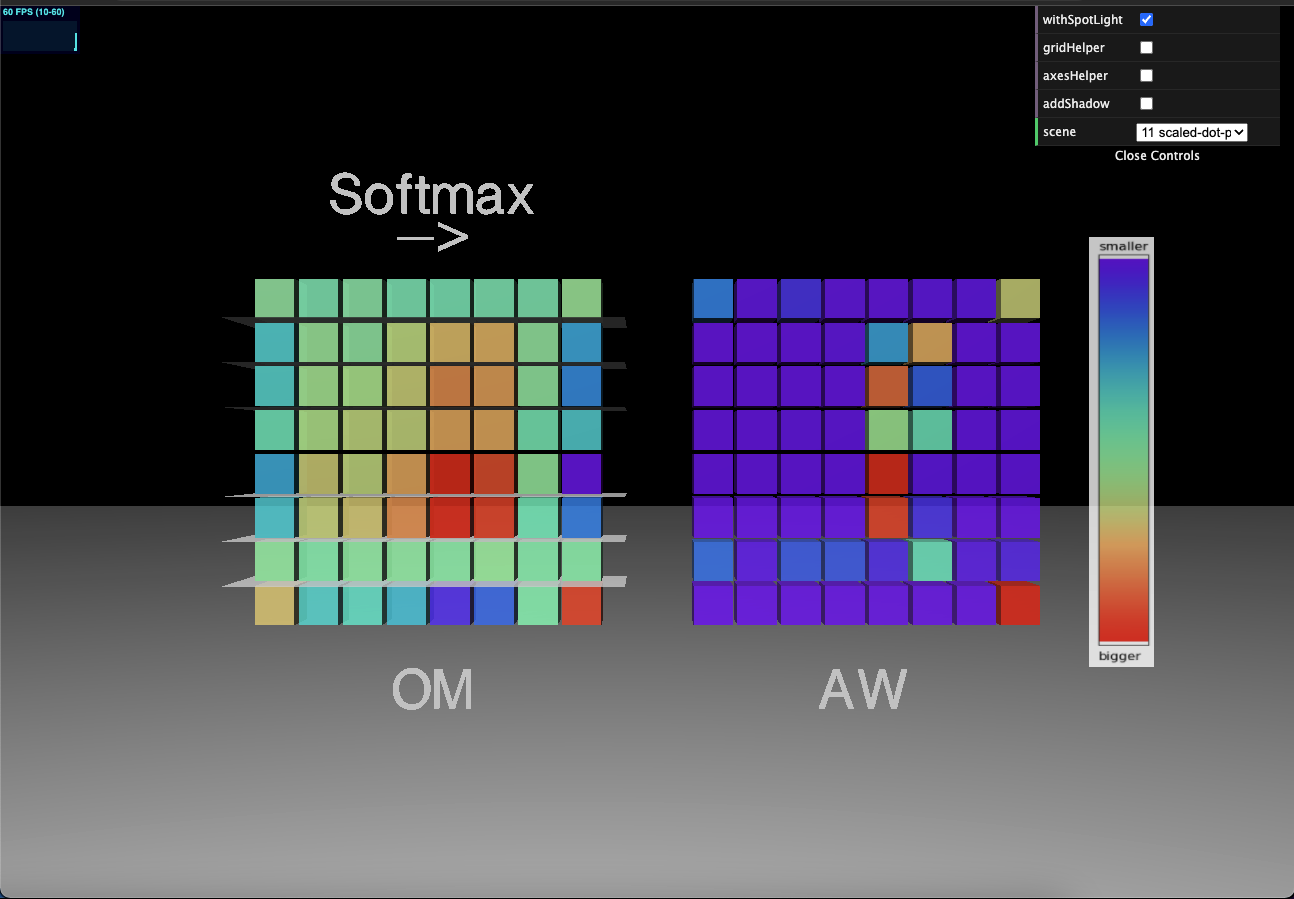 60 FPS (10-60)
withSpotLight
gridHelper
axesHelper
addShadow
scene 11 scaled-dot-p
Close Controls
Softmax
—>
smaller
bigger
OM
AW